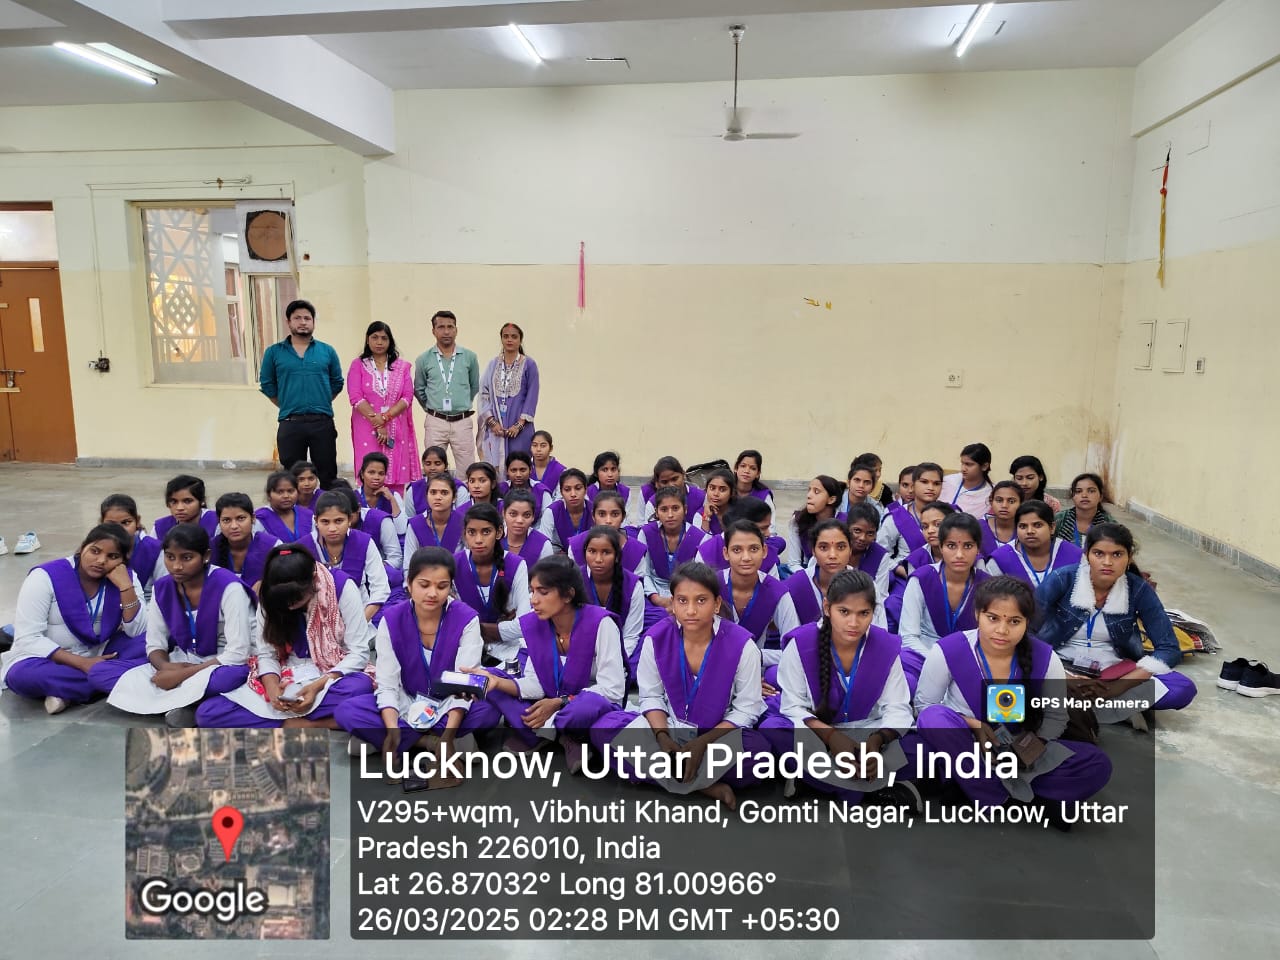 GPS Map Camera
Lucknow, Uttar Pradesh, India
V295+wqm, Vibhuti Khand, Gomti Nagar, Lucknow, Uttar
Pradesh 226010, India
Lat 26.87032° Long 81.00966°
26/03/2025 02:28 PM GMT +05:30
Google